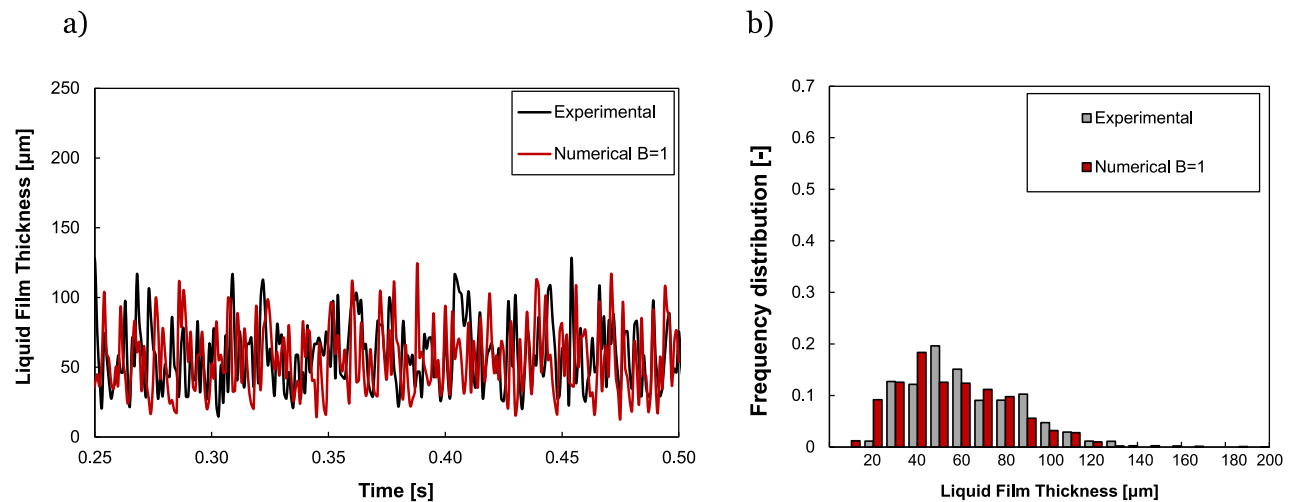 a)
Liquid Film Thickness [µm]
250
200
150
100
50
0
0.25 0.30 0.35 0.40 0.45 0.50
Time [s]
Experimental
Numerical B=1
b)
Frequency distribution [-]
0.7
0.6
0.5
0.4
0.3
0.2
0.1
0
20 40 60 80 100 120 140 160 180 200
Liquid Film Thickness [µm]
Experimental
Numerical B=1